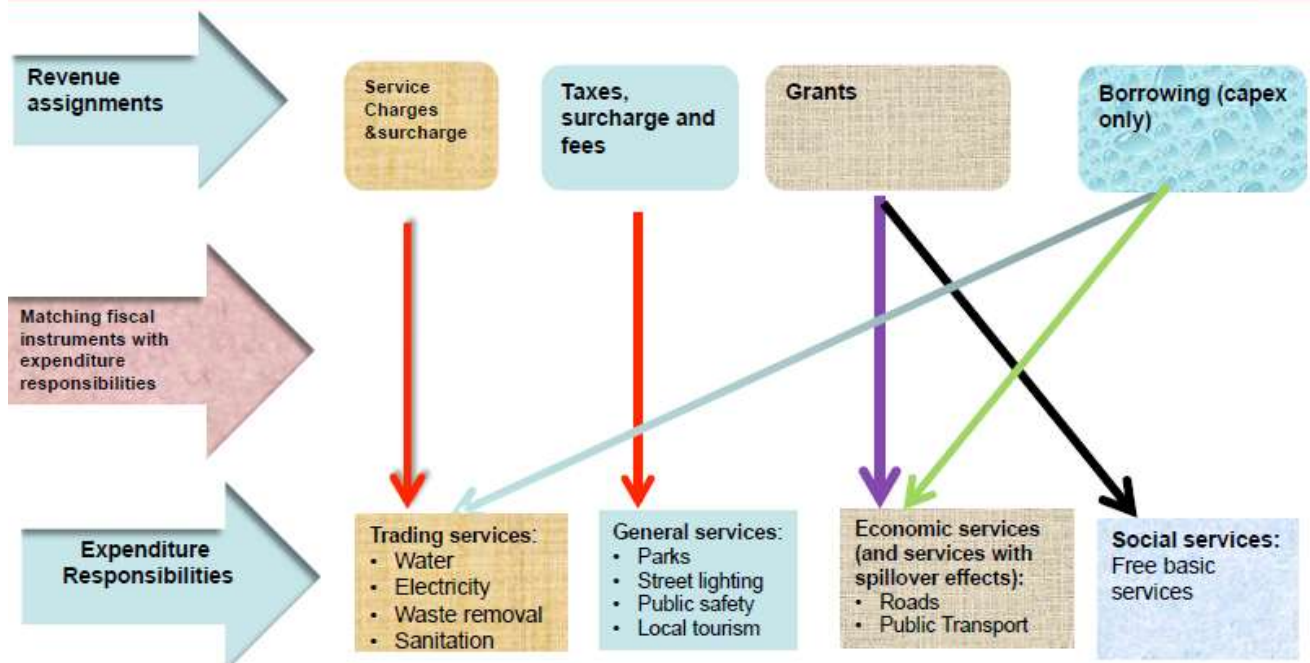 Revenue
assignments
Service
Charges
&surcharge
Taxes,
surcharge and
fees
Grants
Borrowing (capex
only)
Matching fiscal
instruments with
expenditure
responsibilities
Expenditure
Responsibilities
Trading services:
• Water
• Electricity
• Waste removal
• Sanitation
General services:
• Parks
• Street lighting
• Public safety
• Local tourism
Economic services
(and services with
spillover effects):
• Roads
• Public Transport
Social services:
Free basic
services